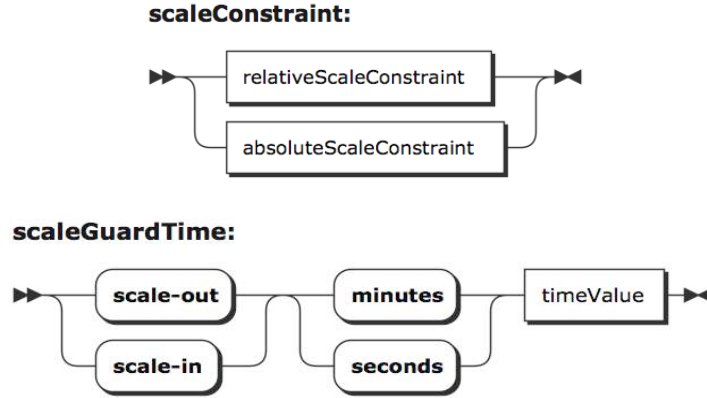 scaleConstraint:
relativeScaleConstraint
absoluteScaleConstraint
scaleGuardTime:
scale-out minutes timeValue
scale-in seconds